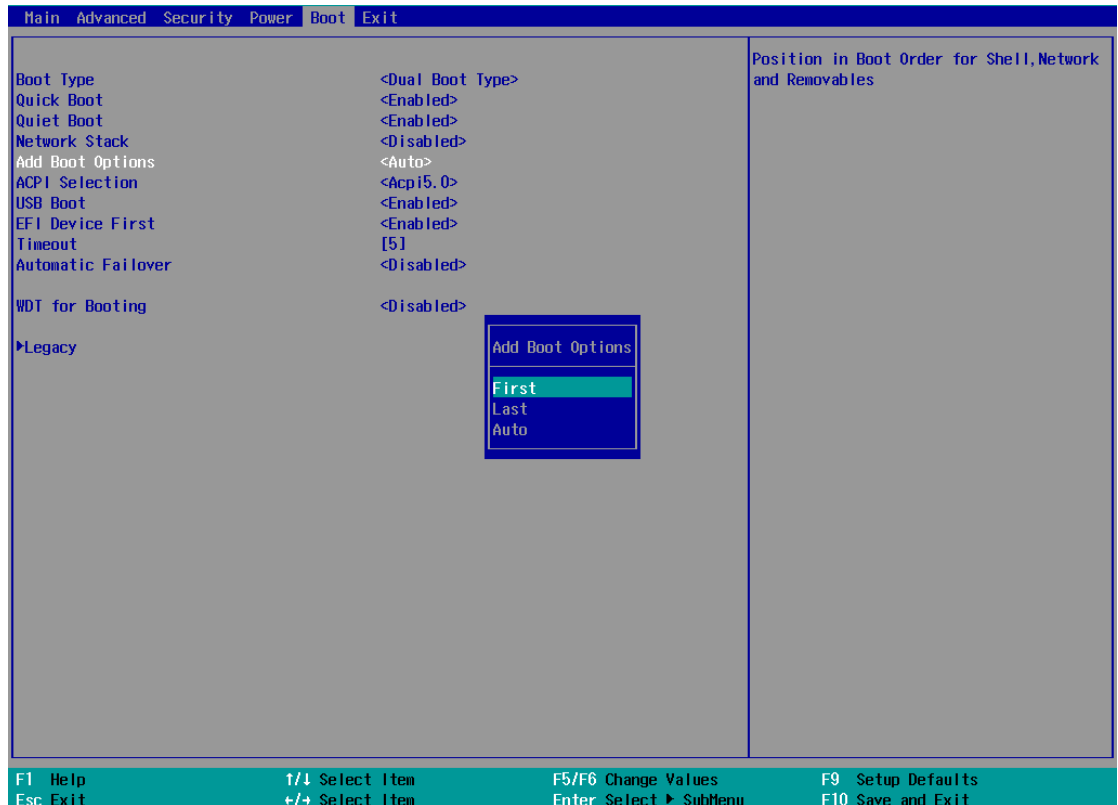 Main Advanced Security Power Boot Exit
Position in Boot Order for Shell,Network
and Removables
Boot Type <Dual Boot Type>
Quick Boot <Enabled>
Quiet Boot <Enabled>
Network Stack <Disabled>
Add Boot Options <Auto>
ACPI Selection <Acpi5.0>
USB Boot <Enabled>
EFI Device First <Enabled>
Timeout [5]
Automatic Failover <Disabled>
WDT for Booting <Disabled>
▶Legacy
Add Boot Options
First
Last
Auto
F1 Help ↑/↓ Select Item F5/F6 Change Values F9 Setup Defaults
Esc Exit ←/→ Select Item Enter Select ▶ SubMenu F10 Save and Exit